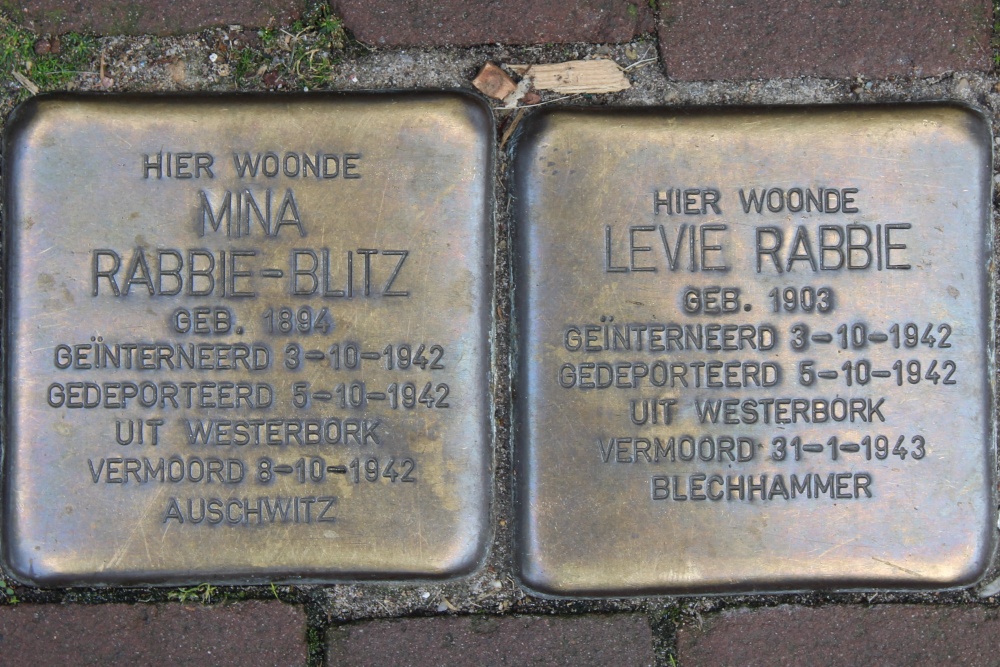 HIER WOONDE
MINA
RABBIE-BLITZ
GEB. 1894
GEÏNTERNEERD 3-10-1942
GEDEPORTEERD 5-10-1942
UIT WESTERBORK
VERMOORD 8-10-1942
AUSCHWITZ
HIER WOONDE
LEVIE RABBIE
GEB. 1903
GEÏNTERNEERD 3-10-1942
GEDEPORTEERD 5-10-1942
UIT WESTERBORK
VERMOORD 31-1-1943
BLECHHAMMER